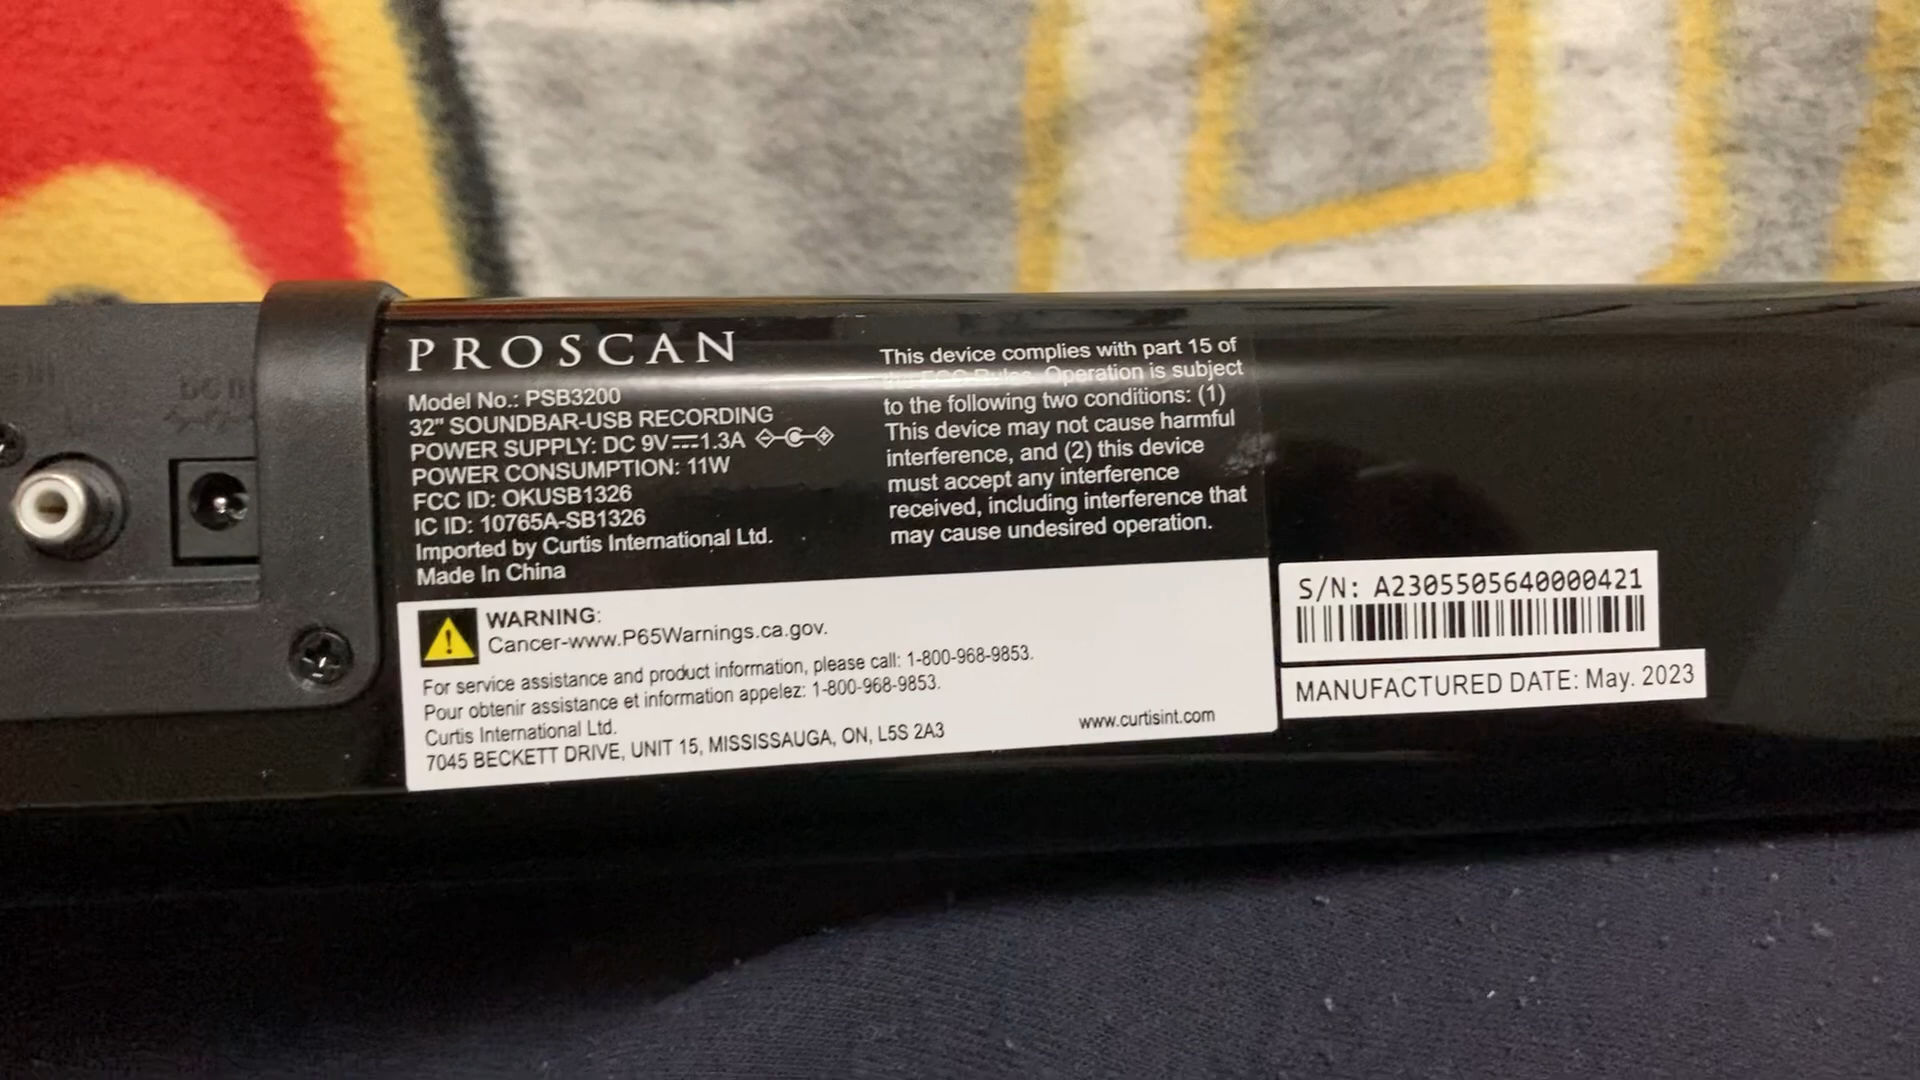 DC IN
PROSCAN
Model No.: PSB3200
32" SOUNDBAR-USB RECORDING
POWER SUPPLY: DC 9V⎓1.3A
POWER CONSUMPTION: 11W
FCC ID: OKUSB1326
IC ID: 10765A-SB1326
Imported by Curtis International Ltd.
Made In China
This device complies with part 15 of
the FCC Rules. Operation is subject
to the following two conditions: (1)
This device may not cause harmful
interference, and (2) this device
must accept any interference
received, including interference that
may cause undesired operation.
WARNING:
Cancer-www.P65Warnings.ca.gov.
For service assistance and product information, please call: 1-800-968-9853.
Pour obtenir assistance et information appelez: 1-800-968-9853.
Curtis International Ltd.
7045 BECKETT DRIVE, UNIT 15, MISSISSAUGA, ON, L5S 2A3
www.curtisint.com
S/N: A2305505640000421
MANUFACTURED DATE: May. 2023